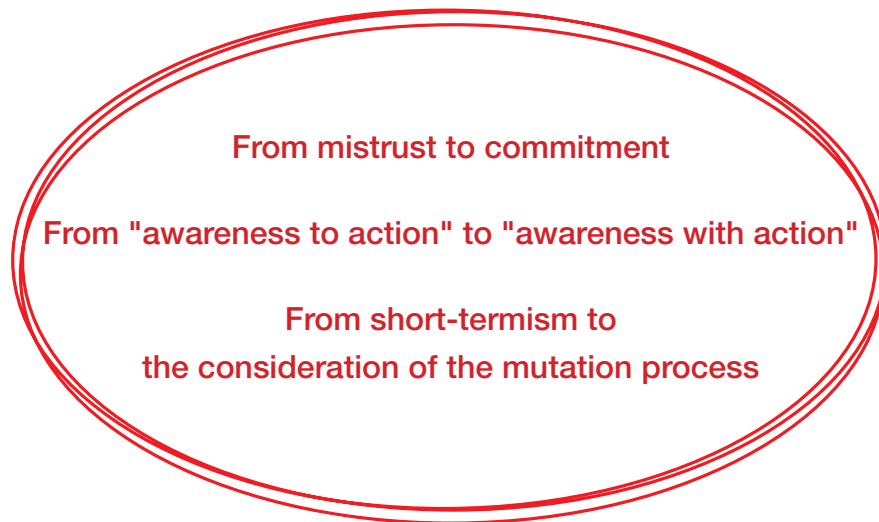 From mistrust to commitment
From "awareness to action" to "awareness with action"
From short-termism to
the consideration of the mutation process